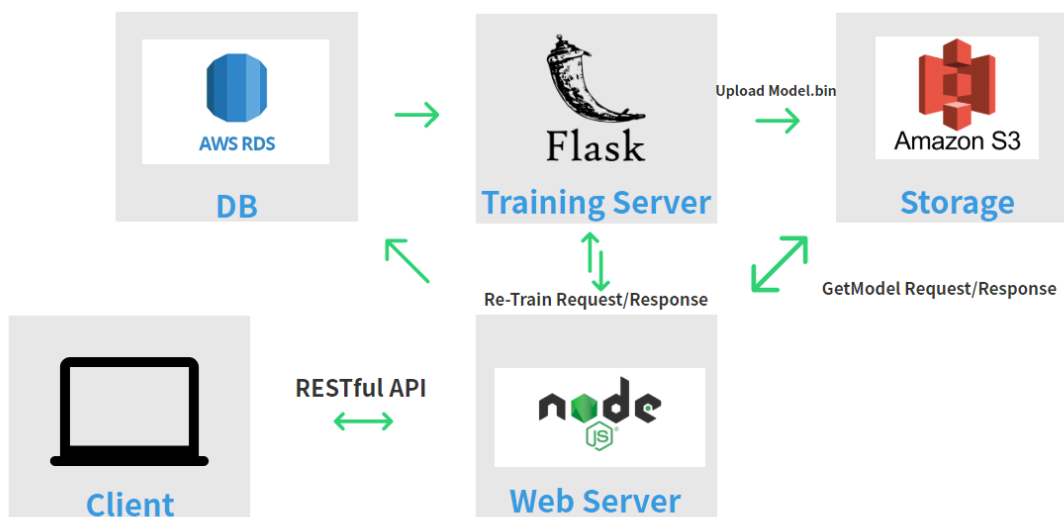 AWS RDS
DB
Flask
Training Server
Upload Model.bin
Amazon S3
Storage
Re-Train Request/Response
GetModel Request/Response
RESTful API
Client
node
JS
Web Server